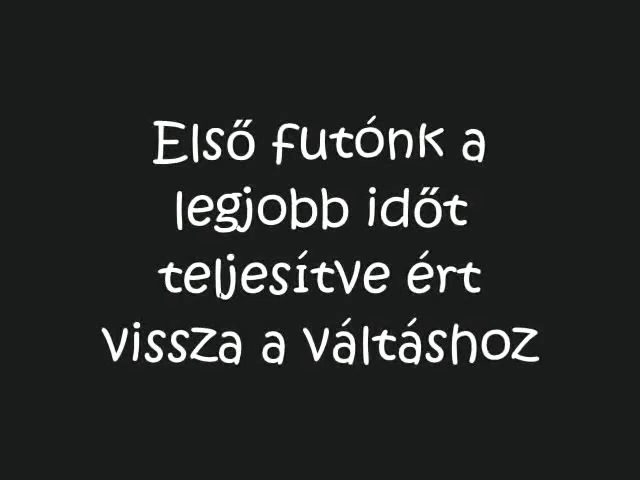 Első futónk a
legjobb időt
teljesítve ért
vissza a váltáshoz